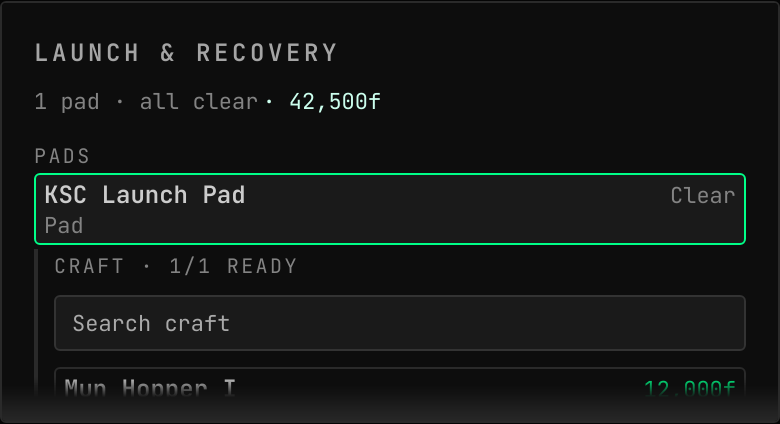 LAUNCH & RECOVERY
1 pad · all clear · 42,500f
PADS
KSC Launch Pad Clear
Pad
CRAFT · 1/1 READY
Search craft
Mun Hopper I 12,000f